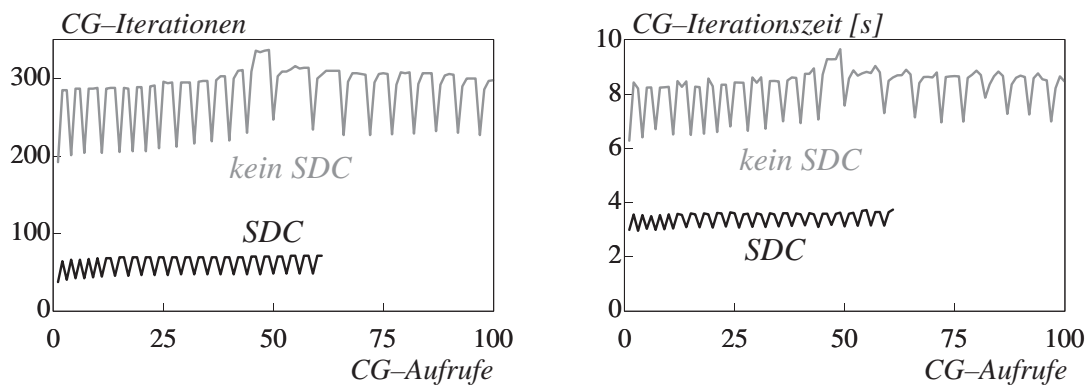 CG–Iterationen
300
200
100
0
kein SDC
SDC
0 25 50 75 100
CG–Aufrufe
CG–Iterationszeit [s]
10
8
6
4
2
0
kein SDC
SDC
0 25 50 75 100
CG–Aufrufe